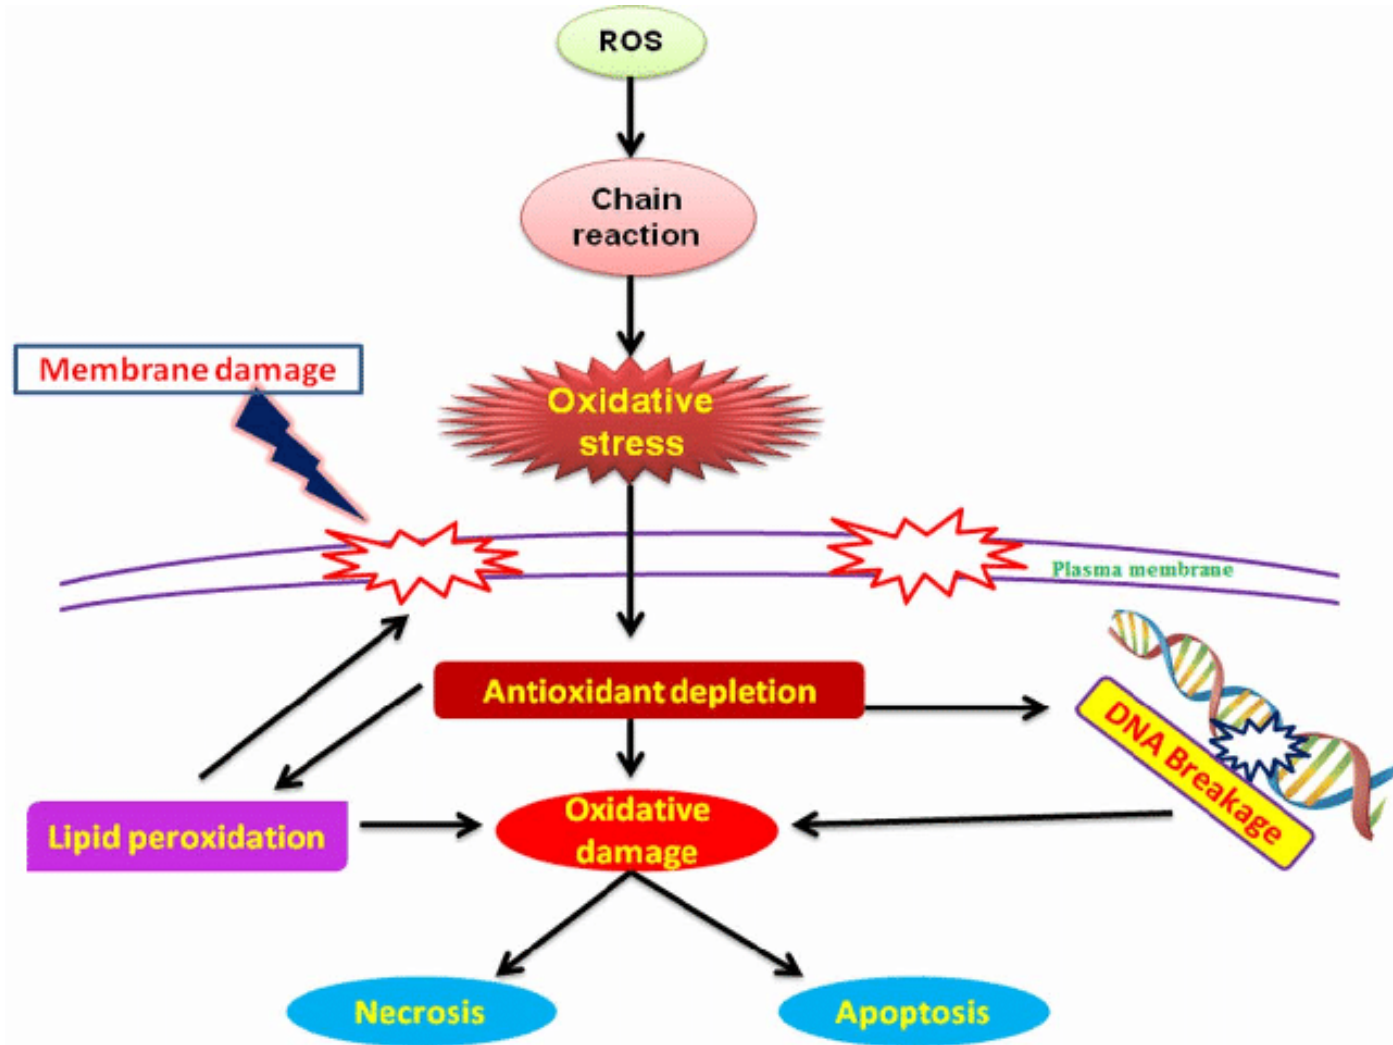 ROS
Chain
reaction
Membrane damage
Oxidative
stress
Plasma membrane
Antioxidant depletion
DNA Breakage
Lipid peroxidation
Oxidative
damage
Necrosis
Apoptosis